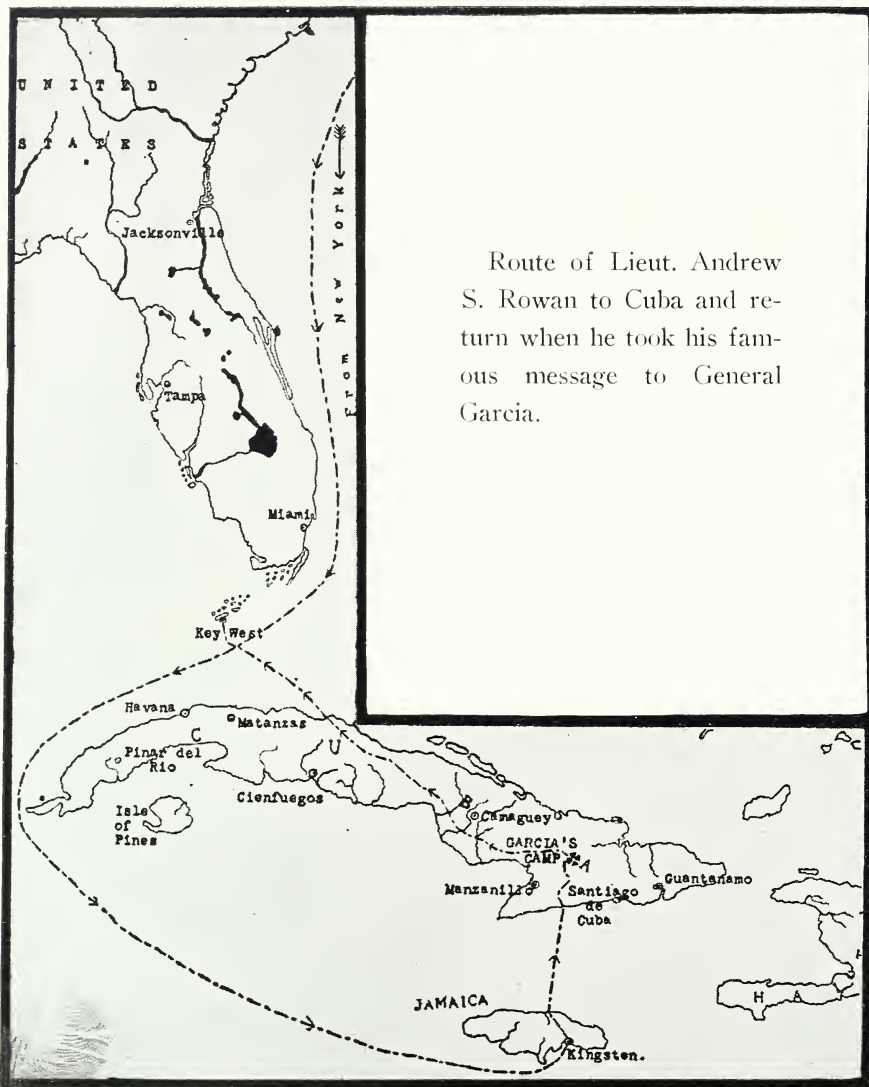 UNITED
STATES
Jacksonville
From New York
Tampa
Miami
Key West
Route of Lieut. Andrew
S. Rowan to Cuba and re-
turn when he took his fam-
ous message to General
Garcia.
Havana
Matanzas
C U B A
Pinar del
Rio
Cienfuegos
Isle
of
Pines
Camaguey
GARCIA'S
CAMP
Manzanillo
Santiago
de
Cuba
Guantanamo
JAMAICA
Kingston.
H A